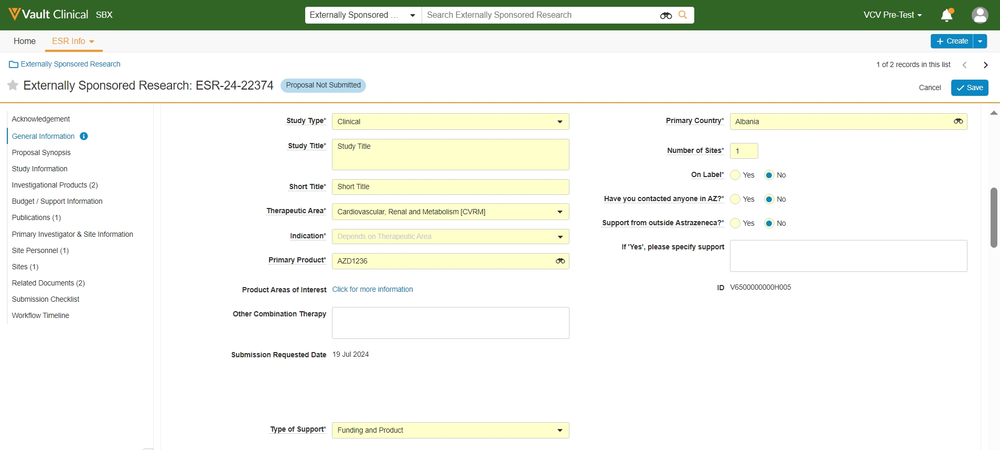 Vault Clinical SBX
Externally Sponsored ...
Search Externally Sponsored Research
VCV Pre-Test
Home
ESR Info
+ Create
Externally Sponsored Research
1 of 2 records in this list
Externally Sponsored Research: ESR-24-22374
Proposal Not Submitted
Cancel
Save
Acknowledgement
General Information
Proposal Synopsis
Study Information
Investigational Products (2)
Budget / Support Information
Publications (1)
Primary Investigator & Site Information
Site Personnel (1)
Sites (1)
Related Documents (2)
Submission Checklist
Workflow Timeline
Study Type* Clinical
Study Title* Study Title
Short Title* Short Title
Therapeutic Area* Cardiovascular, Renal and Metabolism [CVRM]
Indication* Depends on Therapeutic Area
Primary Product* AZD1236
Product Areas of Interest Click for more information
Other Combination Therapy
Submission Requested Date 19 Jul 2024
Type of Support* Funding and Product
Primary Country* Albania
Number of Sites* 1
On Label* Yes No
Have you contacted anyone in AZ?* Yes No
Support from outside Astrazeneca?* Yes No
If 'Yes', please specify support
ID V6500000000H005